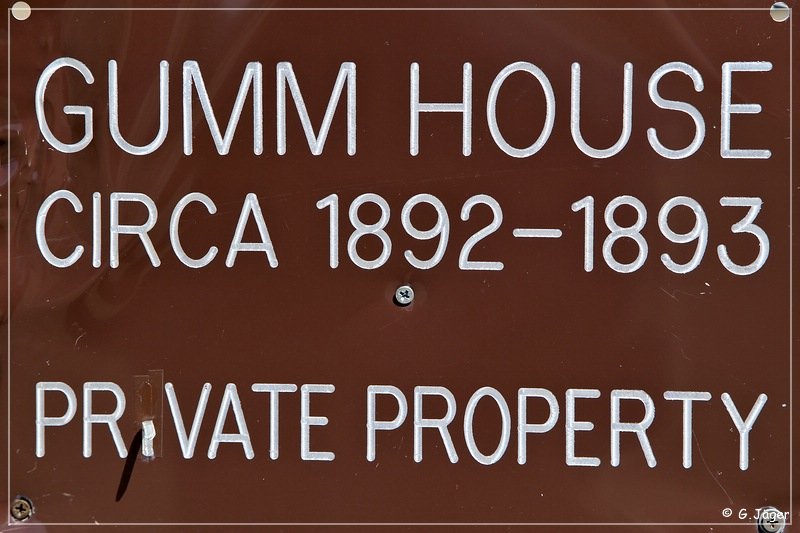 GUMM HOUSE
CIRCA 1892-1893
PRIVATE PROPERTY
© G.Jäger